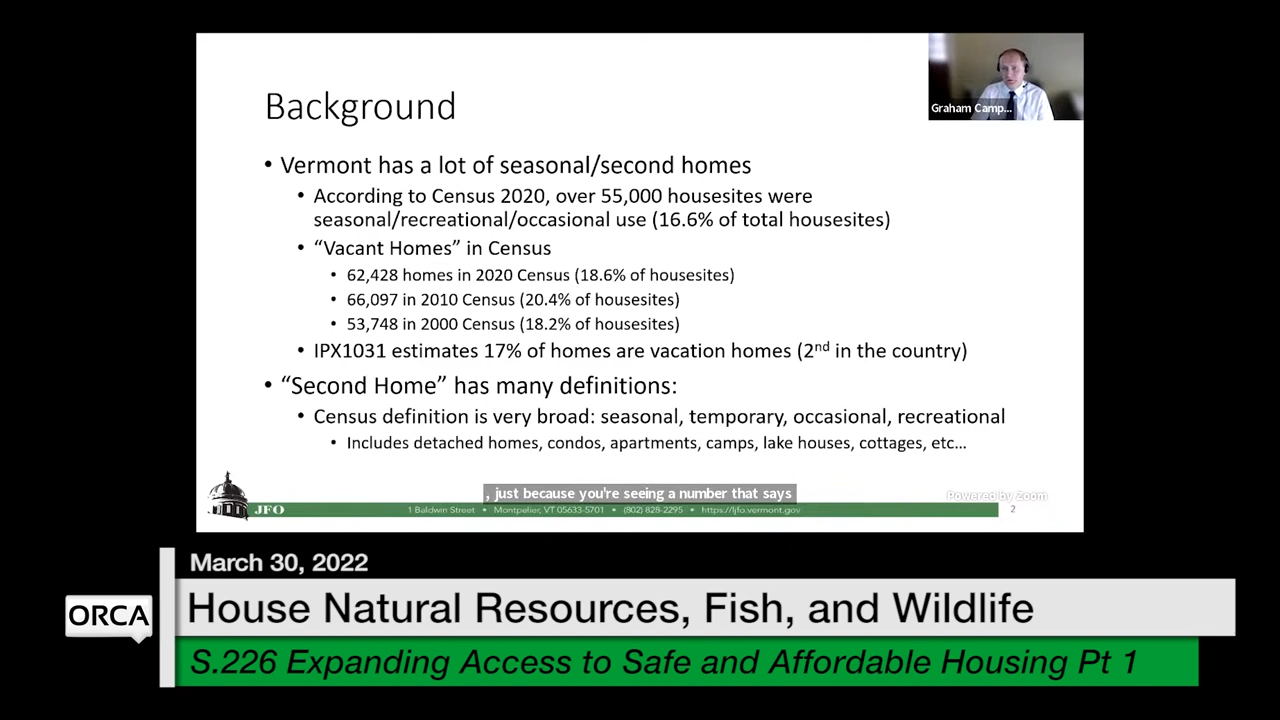 Graham Camp...
Background
• Vermont has a lot of seasonal/second homes
• According to Census 2020, over 55,000 housesites were
seasonal/recreational/occasional use (16.6% of total housesites)
• “Vacant Homes” in Census
• 62,428 homes in 2020 Census (18.6% of housesites)
• 66,097 in 2010 Census (20.4% of housesites)
• 53,748 in 2000 Census (18.2% of housesites)
• IPX1031 estimates 17% of homes are vacation homes (2nd in the country)
• “Second Home” has many definitions:
• Census definition is very broad: seasonal, temporary, occasional, recreational
• Includes detached homes, condos, apartments, camps, lake houses, cottages, etc...
, just because you're seeing a number that says
Powered by Zoom
JFO
1 Baldwin Street • Montpelier, VT 05633-5701 • (802) 828-2295 • https://ljfo.vermont.gov
2
March 30, 2022
ORCA
House Natural Resources, Fish, and Wildlife
S.226 Expanding Access to Safe and Affordable Housing Pt 1